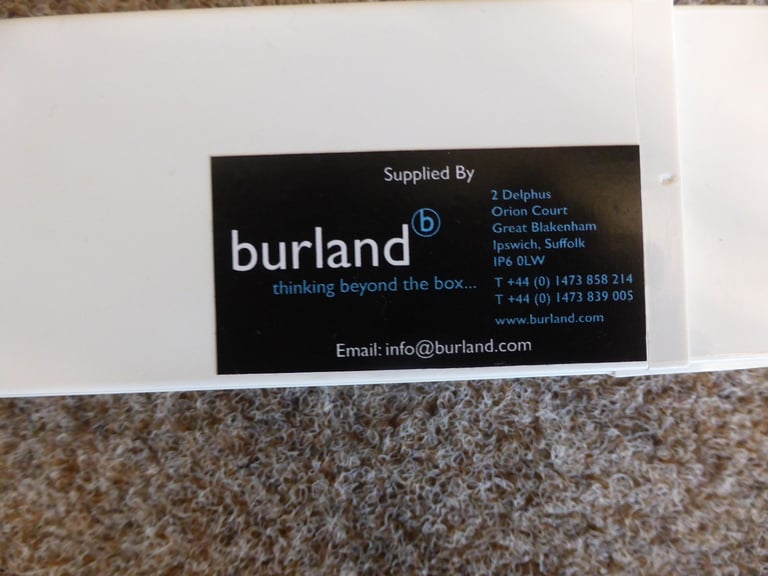 Supplied By
burland b
thinking beyond the box...
2 Delphus
Orion Court
Great Blakenham
Ipswich, Suffolk
IP6 0LW
T +44 (0) 1473 858 214
T +44 (0) 1473 839 005
www.burland.com
Email: info@burland.com